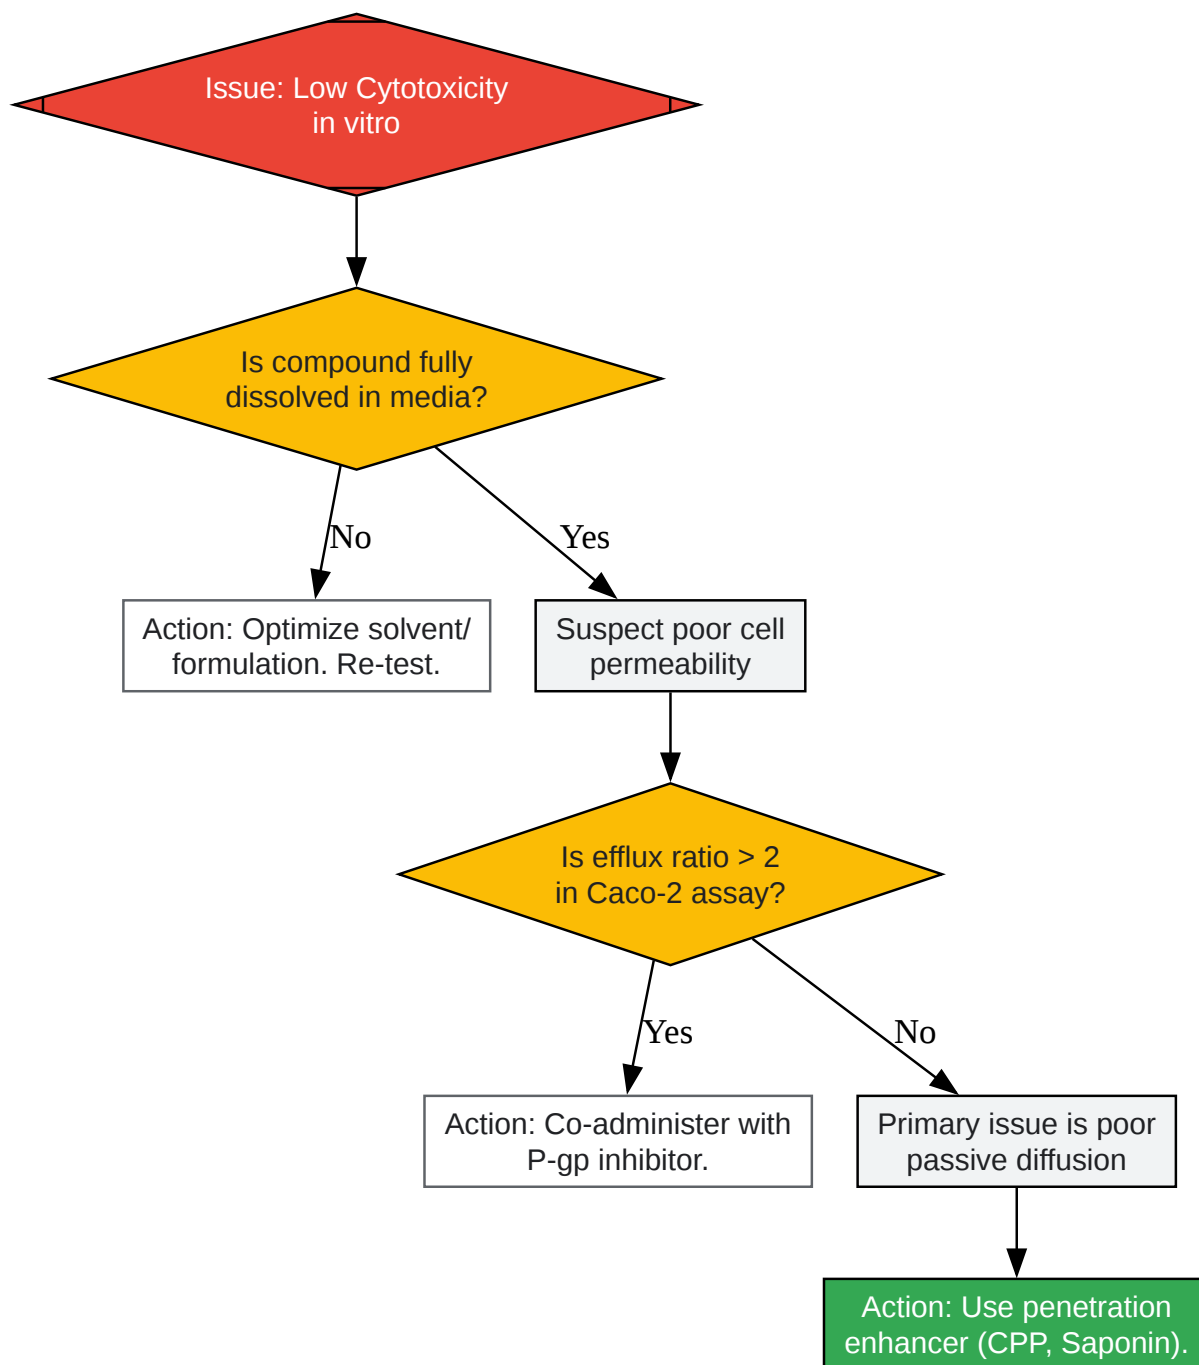 Issue: Low Cytotoxicity
in vitro
Is compound fully
dissolved in media?
No
Yes
Action: Optimize solvent/
formulation. Re-test.
Suspect poor cell
permeability
Is efflux ratio > 2
in Caco-2 assay?
Yes
No
Action: Co-administer with
P-gp inhibitor.
Primary issue is poor
passive diffusion
Action: Use penetration
enhancer (CPP, Saponin).